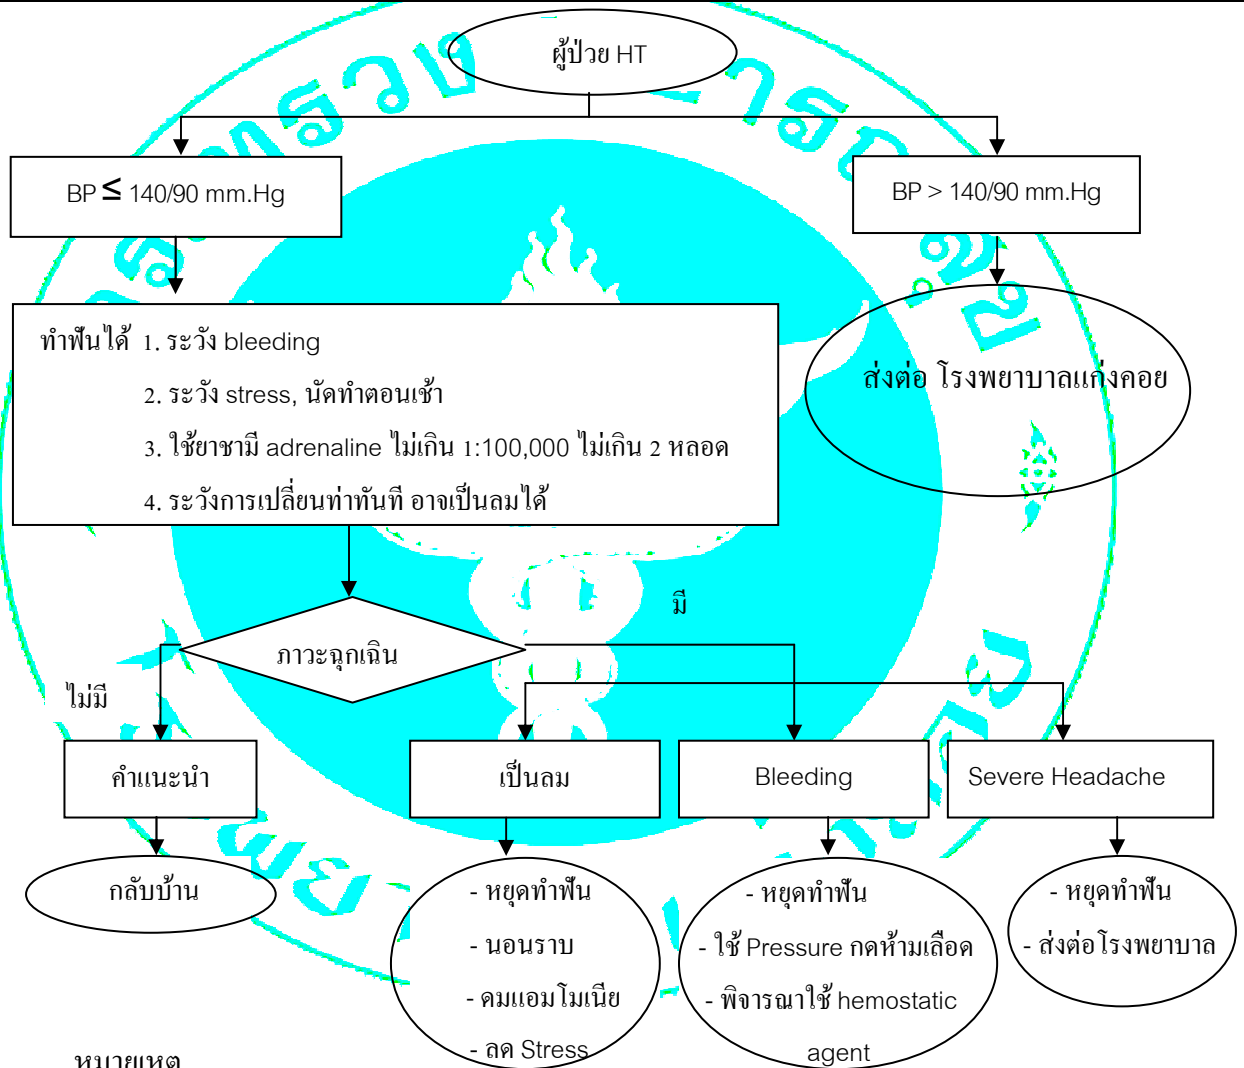 ผู้ป่วย HT
BP ≤ 140/90 mm.Hg
BP > 140/90 mm.Hg
ทำฟันได้ 1. ระวัง bleeding
2. ระวัง stress, นัดทำตอนเช้า
3. ใช้ยาชามี adrenaline ไม่เกิน 1:100,000 ไม่เกิน 2 หลอด
4. ระวังการเปลี่ยนท่าทันที อาจเป็นลมได้
ส่งต่อ โรงพยาบาลแก่งคอย
ภาวะฉุกเฉิน
มี
ไม่มี
คำแนะนำ
เป็นลม
Bleeding
Severe Headache
กลับบ้าน
- หยุดทำฟัน
- นอนราบ
- ดมแอมโมเนีย
- ลด Stress
- หยุดทำฟัน
- ใช้ Pressure กดห้ามเลือด
- พิจารณาใช้ hemostatic
agent
- หยุดทำฟัน
- ส่งต่อโรงพยาบาล
หมายเหตุ